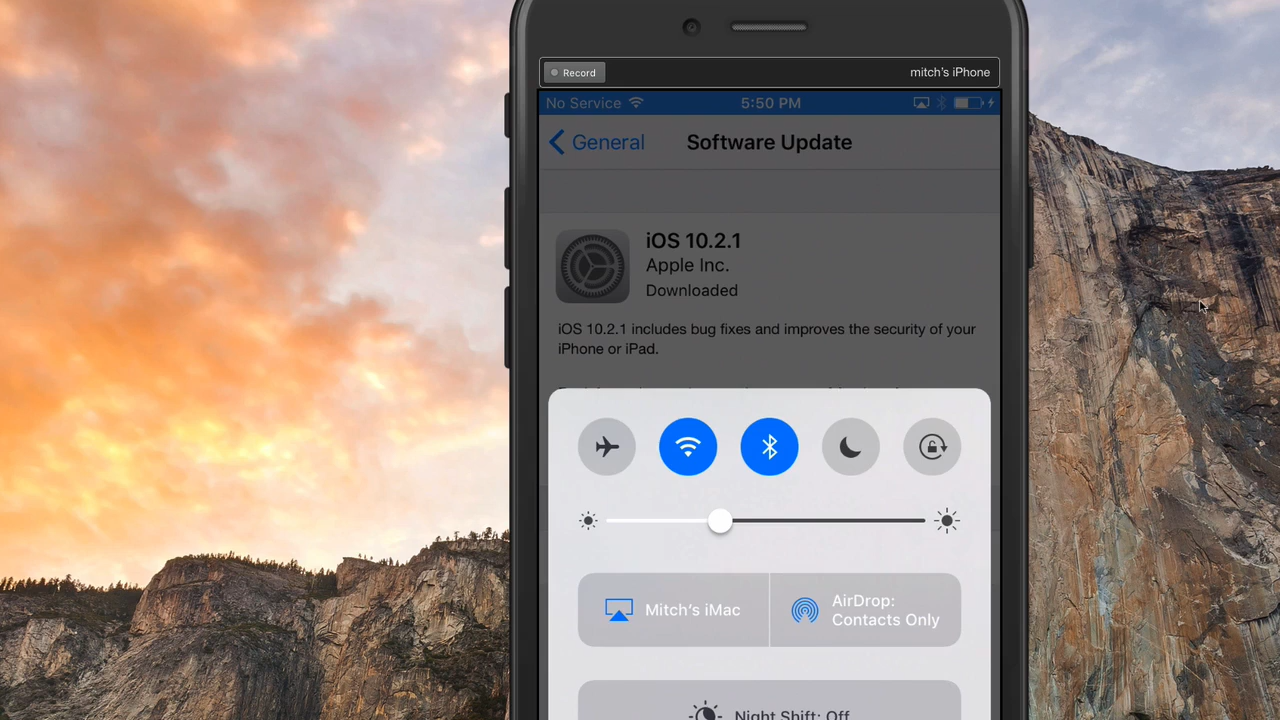 Record
mitch's iPhone
No Service
5:50 PM
General
Software Update
iOS 10.2.1
Apple Inc.
Downloaded
iOS 10.2.1 includes bug fixes and improves the security of your
iPhone or iPad.
Mitch's iMac
AirDrop:
Contacts Only
Night Shift: Off